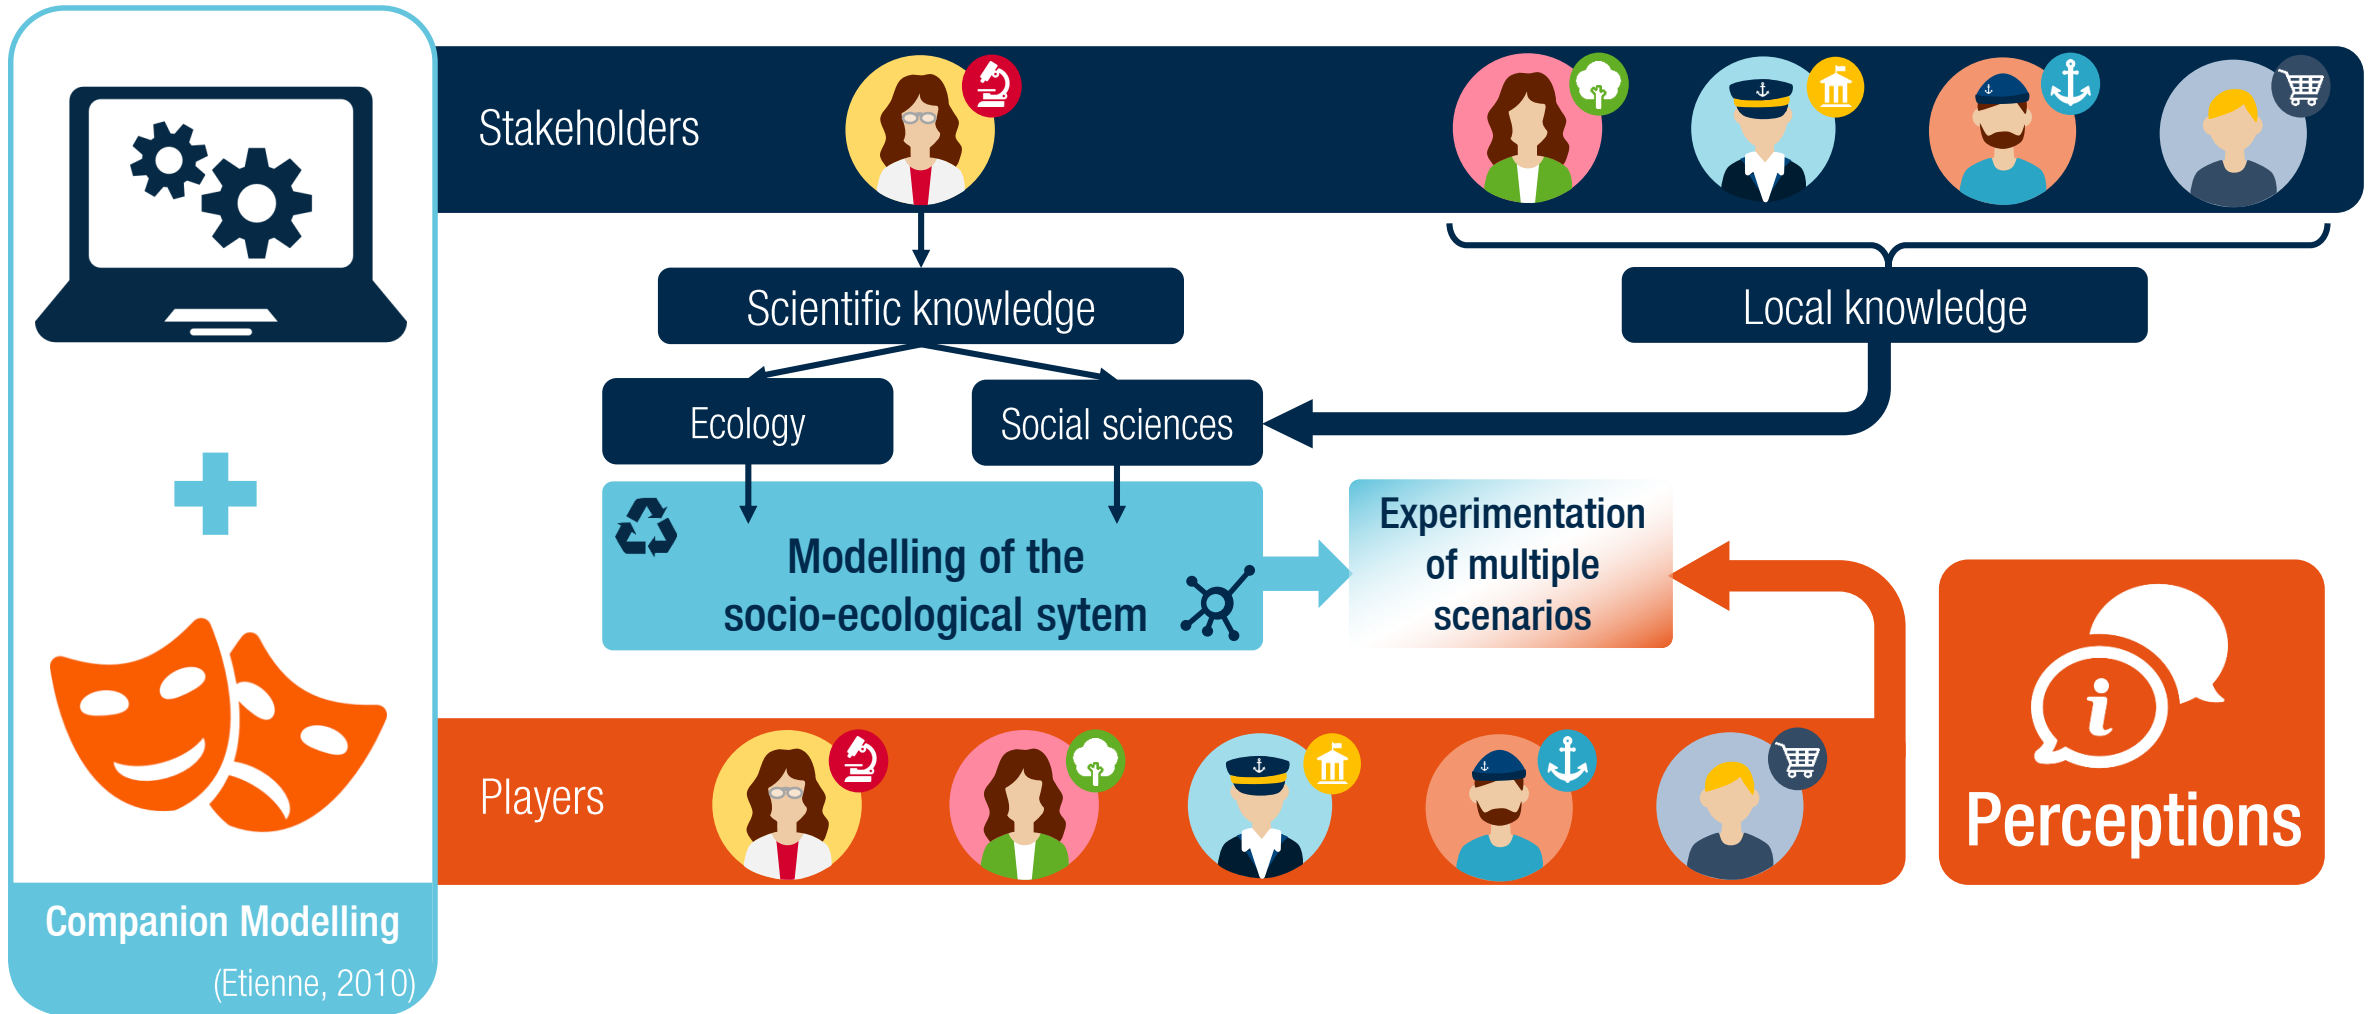 Stakeholders
Scientific knowledge
Local knowledge
Ecology
Social sciences
Modelling of the
socio-ecological sytem
Experimentation
of multiple
scenarios
Players
i
Perceptions
Companion Modelling
(Etienne, 2010)